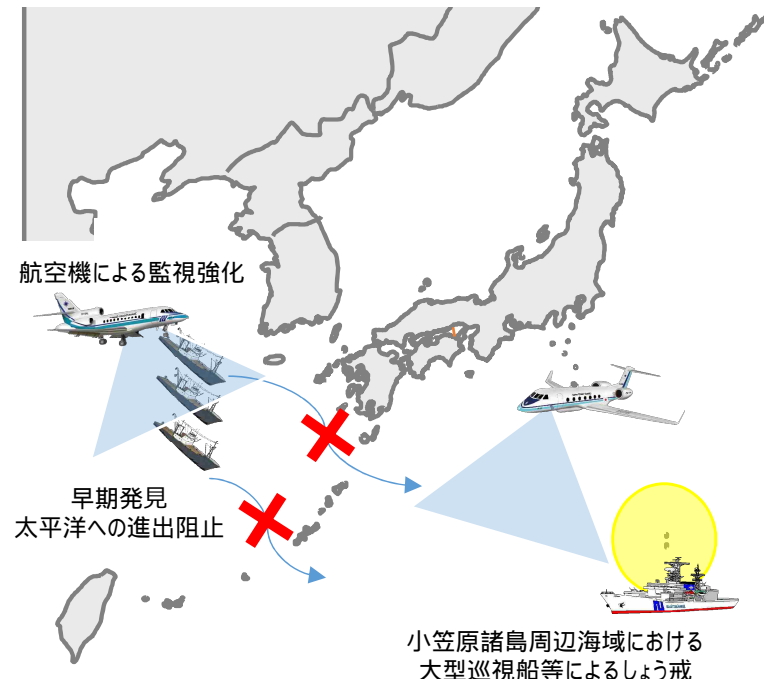 航空機による監視強化
早期発見
太平洋への進出阻止
小笠原諸島周辺海域における
大型巡視船等によるしょう戒